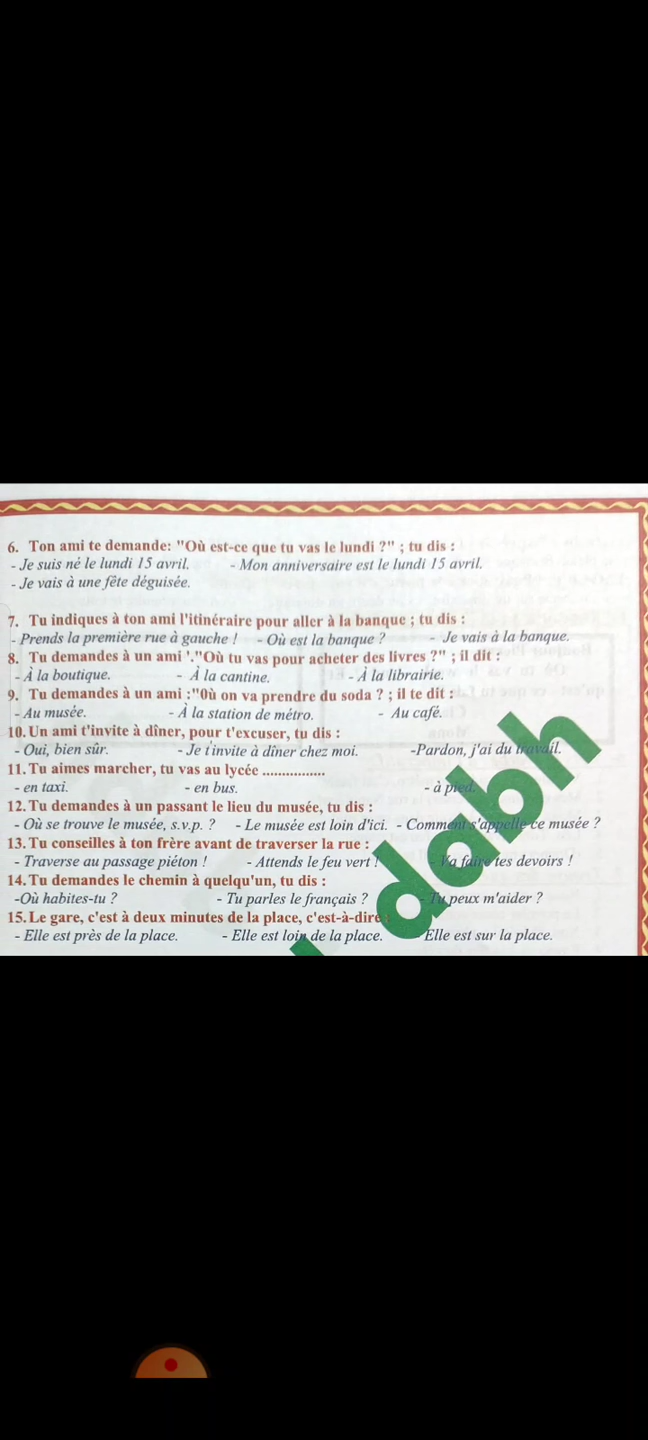 6. Ton ami te demande: "Où est-ce que tu vas le lundi ?" ; tu dis :
- Je suis né le lundi 15 avril. - Mon anniversaire est le lundi 15 avril.
- Je vais à une fête déguisée.
7. Tu indiques à ton ami l'itinéraire pour aller à la banque ; tu dis :
- Prends la première rue à gauche ! - Où est la banque ? - Je vais à la banque.
8. Tu demandes à un ami '."Où tu vas pour acheter des livres ?" ; il dit :
- À la boutique. - À la cantine. - À la librairie.
9. Tu demandes à un ami :"0ù on va prendre du soda ? ; il te dit :
- Au musée. - À la station de métro. - Au café.
10. Un ami t'invite à dîner, pour t'excuser, tu dis :
- Oui, bien sûr. - Je t'invite à dîner chez moi. -Pardon, j'ai du travail.
11. Tu aimes marcher, tu vas au lycée ................
- en taxi. - en bus. - à pied.
12. Tu demandes à un passant le lieu du musée, tu dis :
- Où se trouve le musée, s.v.p. ? - Le musée est loin d'ici. - Comment s'appelle ce musée ?
13. Tu conseilles à ton frère avant de traverser la rue :
- Traverse au passage piéton ! - Attends le feu vert ! - Va faire tes devoirs !
14. Tu demandes le chemin à quelqu'un, tu dis :
-Où habites-tu ? - Tu parles le français ? - Tu peux m'aider ?
15. Le gare, c'est à deux minutes de la place, c'est-à-dire :
- Elle est près de la place. - Elle est loin de la place. - Elle est sur la place.
dabh